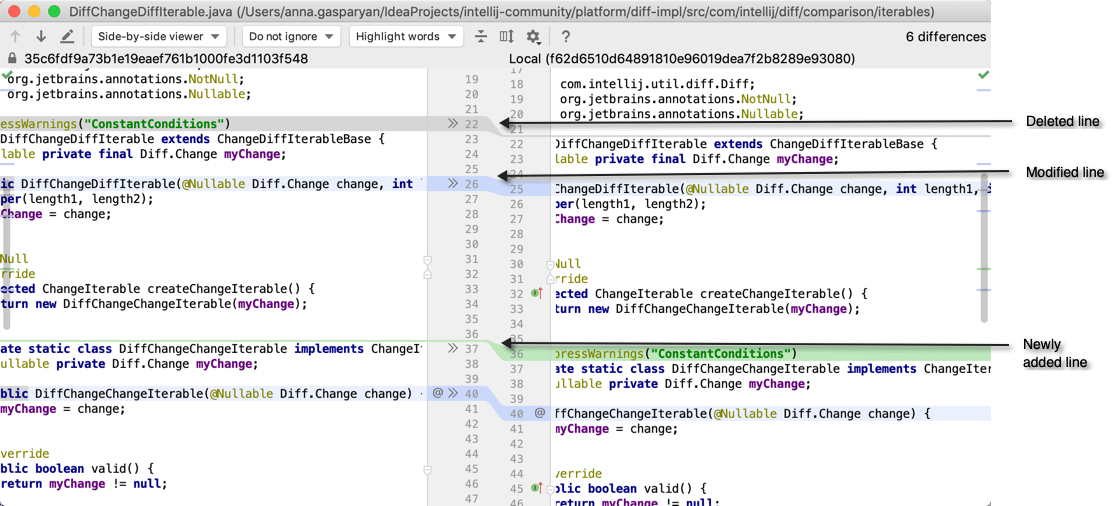 DiffChangeDiffIterable.java (/Users/anna.gasparyan/IdeaProjects/intellij-community/platform/diff-impl/src/com/intellij/diff/comparison/iterables)
Side-by-side viewer Do not ignore Highlight words ? 6 differences
35c6fdf9a73b1e19eaef761b1000fe3d1103f548
Local (f62d6510d64891810e96019dea7f2b8289e93080)
org.jetbrains.annotations.NotNull; 19
org.jetbrains.annotations.Nullable; 20
21
essWarnings("ConstantConditions") 22
DiffChangeDiffIterable extends ChangeDiffIterableBase { 23
lable private final Diff.Change myChange; 24
25
ic DiffChangeDiffIterable(@Nullable Diff.Change change, int 26
per(length1, length2); 27
Change = change; 28
29
30
Null 31
rride 32
ected ChangeIterable createChangeIterable() { 33
turn new DiffChangeChangeIterable(myChange); 34
35
36
ate static class DiffChangeChangeIterable implements ChangeI 37
ullable private Diff.Change myChange; 38
39
blic DiffChangeChangeIterable(@Nullable Diff.Change change) @ 40
myChange = change; 41
42
43
verride 44
blic boolean valid() { 45
return myChange != null; 46
47
17
18 com.intellij.util.diff.Diff;
19 org.jetbrains.annotations.NotNull;
20 org.jetbrains.annotations.Nullable;
21
22 DiffChangeDiffIterable extends ChangeDiffIterableBase {
23 lable private final Diff.Change myChange;
24
25 ChangeDiffIterable(@Nullable Diff.Change change, int length1, i
26 per(length1, length2);
27 Change = change;
28
29
30 Null
31 rride
32 ected ChangeIterable createChangeIterable() {
33 turn new DiffChangeChangeIterable(myChange);
34
35
36 pressWarnings("ConstantConditions")
37 ate static class DiffChangeChangeIterable implements ChangeIter
38 ullable private Diff.Change myChange;
39
40 @ ffChangeChangeIterable(@Nullable Diff.Change change) {
41 myChange = change;
42
43
44 verride
45 blic boolean valid() {
46 return myChange != null;
Deleted line
Modified line
Newly
added line